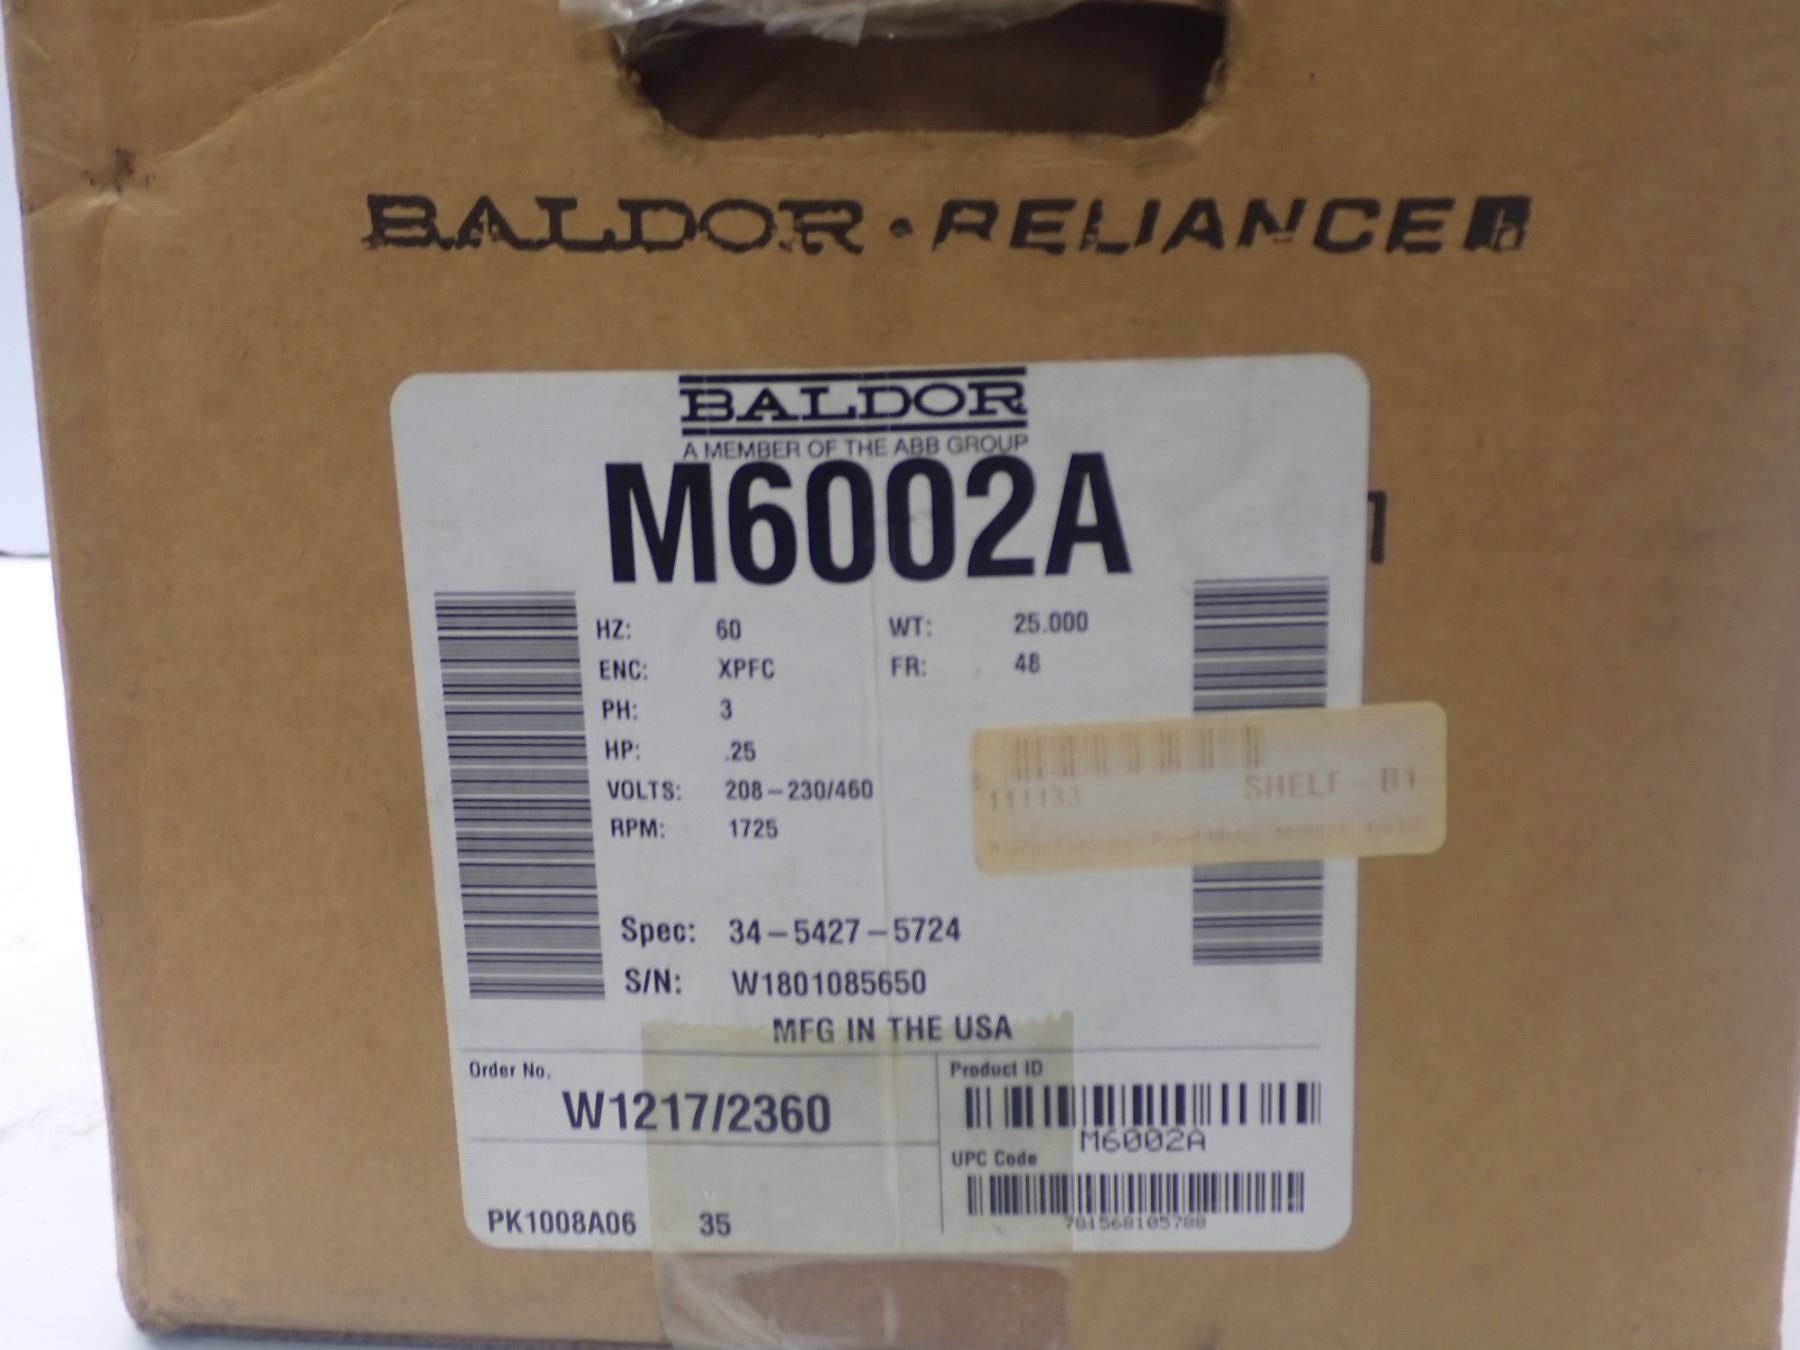 BALDOR • RELIANCE
BALDOR
A MEMBER OF THE ABB GROUP
M6002A
HZ: 60 WT: 25.000
ENC: XPFC FR: 48
PH: 3
HP: .25
VOLTS: 208-230/460
RPM: 1725
111133 SHELF-B1
Spec: 34-5427-5724
S/N: W1801085650
MFG IN THE USA
Order No.
W1217/2360
Product ID
M6002A
UPC Code
781568105788
PK1008A06 35